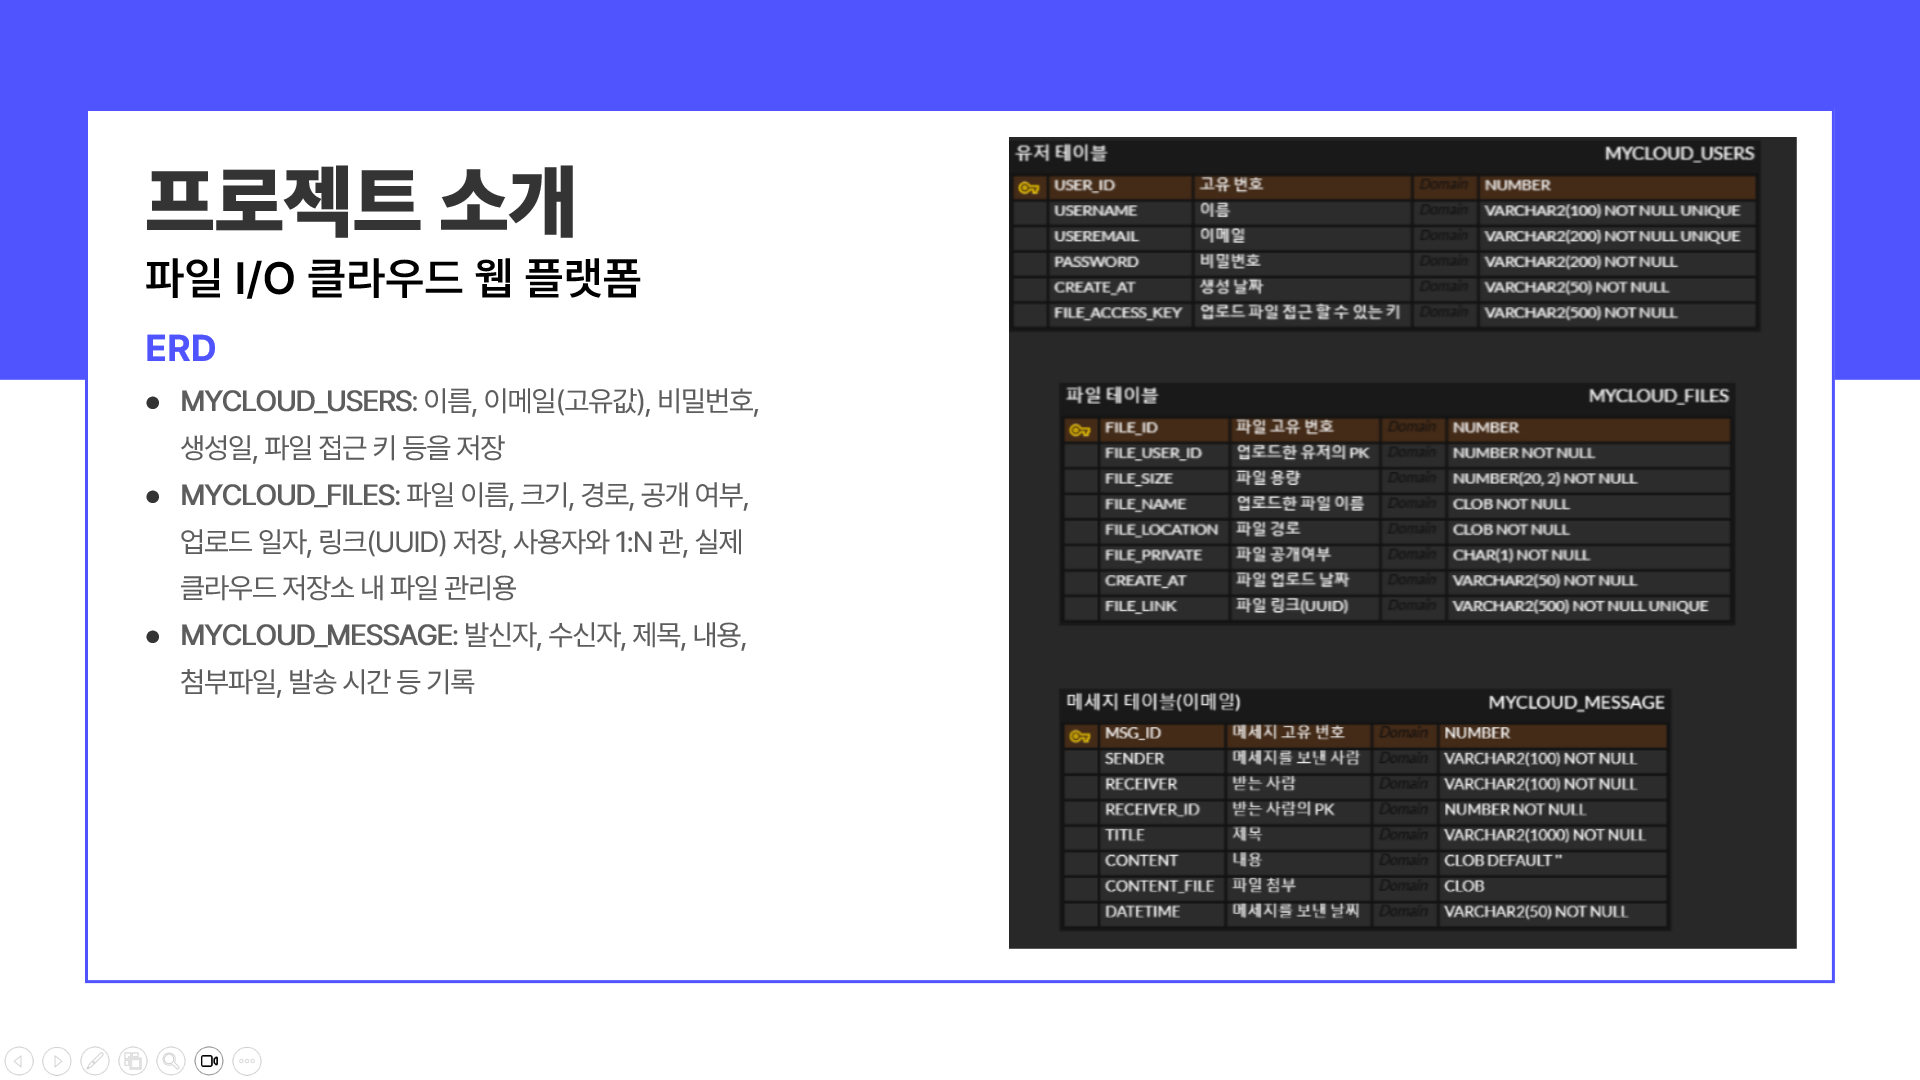 프로젝트 소개
파일 I/O 클라우드 웹 플랫폼
ERD
● MYCLOUD_USERS: 이름, 이메일(고유값), 비밀번호,
생성일, 파일 접근 키 등을 저장
● MYCLOUD_FILES: 파일 이름, 크기, 경로, 공개 여부,
업로드 일자, 링크(UUID) 저장, 사용자와 1:N 관, 실제
클라우드 저장소 내 파일 관리용
● MYCLOUD_MESSAGE: 발신자, 수신자, 제목, 내용,
첨부파일, 발송 시간 등 기록
유저 테이블 MYCLOUD_USERS
USER_ID 고유 번호 Domain NUMBER
USERNAME 이름 Domain VARCHAR2(100) NOT NULL UNIQUE
USEREMAIL 이메일 Domain VARCHAR2(200) NOT NULL UNIQUE
PASSWORD 비밀번호 Domain VARCHAR2(200) NOT NULL
CREATE_AT 생성 날짜 Domain VARCHAR2(50) NOT NULL
FILE_ACCESS_KEY 업로드 파일 접근 할 수 있는 키 Domain VARCHAR2(500) NOT NULL
파일 테이블 MYCLOUD_FILES
FILE_ID 파일 고유 번호 Domain NUMBER
FILE_USER_ID 업로드한 유저의 PK Domain NUMBER NOT NULL
FILE_SIZE 파일 용량 Domain NUMBER(20, 2) NOT NULL
FILE_NAME 업로드한 파일 이름 Domain CLOB NOT NULL
FILE_LOCATION 파일 경로 Domain CLOB NOT NULL
FILE_PRIVATE 파일 공개여부 Domain CHAR(1) NOT NULL
CREATE_AT 파일 업로드 날짜 Domain VARCHAR2(50) NOT NULL
FILE_LINK 파일 링크(UUID) Domain VARCHAR2(500) NOT NULL UNIQUE
메세지 테이블(이메일) MYCLOUD_MESSAGE
MSG_ID 메세지 고유 번호 Domain NUMBER
SENDER 메세지를 보낸 사람 Domain VARCHAR2(100) NOT NULL
RECEIVER 받는 사람 Domain VARCHAR2(100) NOT NULL
RECEIVER_ID 받는 사람의 PK Domain NUMBER NOT NULL
TITLE 제목 Domain VARCHAR2(1000) NOT NULL
CONTENT 내용 Domain CLOB DEFAULT ''
CONTENT_FILE 파일 첨부 Domain CLOB
DATETIME 메세지를 보낸 날찌 Domain VARCHAR2(50) NOT NULL